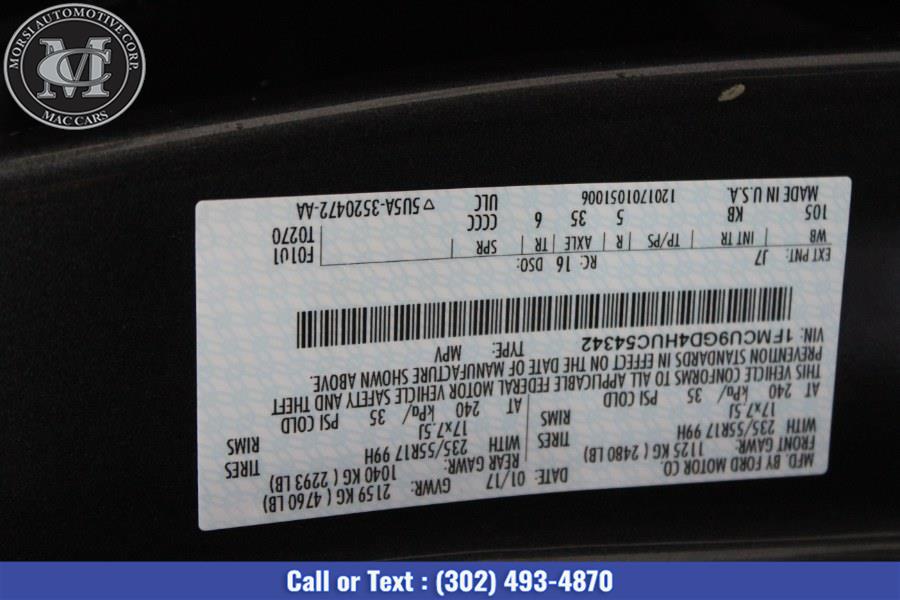 MORSI AUTOMOTIVE CORP.
MC
MAC CARS
MFD. BY FORD MOTOR CO.
DATE: 01/17 GVWR: 2159 KG ( 4760 LB)
FRONT GAWR: 1125 KG ( 2480 LB) REAR GAWR: 1040 KG ( 2293 LB)
WITH 235/55R17 99H TIRES WITH 235/55R17 99H TIRES
17x7.5J RIMS 17x7.5J RIMS
AT 240 kPa/ 35 PSI COLD AT 240 kPa/ 35 PSI COLD
THIS VEHICLE CONFORMS TO ALL APPLICABLE FEDERAL MOTOR VEHICLE SAFETY AND THEFT
PREVENTION STANDARDS IN EFFECT ON THE DATE OF MANUFACTURE SHOWN ABOVE.
VIN: 1FMCU9GD4HUC54342 TYPE: MPV
EXT PNT: J7 RC: 16 DSO: F0101
WB INT TR TP/PS R AXLE TR SPR T0270
105 KB 5 35 6 CCCC
MADE IN U.S.A. 1201701051006 ULC ▽ 5U5A-3520472-AA
Call or Text : (302) 493-4870